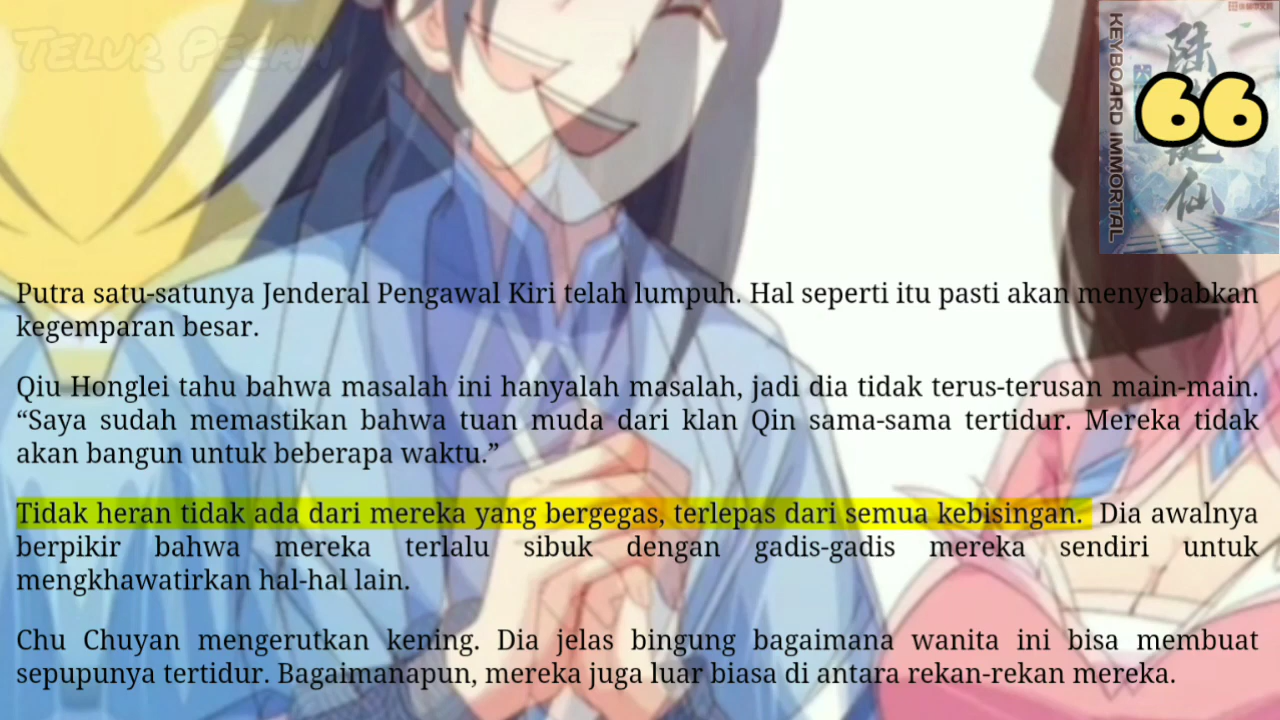 TELUR PECAH
66
KEYBOARD IMMORTAL
Putra satu-satunya Jenderal Pengawal Kiri telah lumpuh. Hal seperti itu pasti akan menyebabkan
kegemparan besar.
Qiu Honglei tahu bahwa masalah ini hanyalah masalah, jadi dia tidak terus-terusan main-main.
“Saya sudah memastikan bahwa tuan muda dari klan Qin sama-sama tertidur. Mereka tidak
akan bangun untuk beberapa waktu.”
Tidak heran tidak ada dari mereka yang bergegas, terlepas dari semua kebisingan. Dia awalnya
berpikir bahwa mereka terlalu sibuk dengan gadis-gadis mereka sendiri untuk
mengkhawatirkan hal-hal lain.
Chu Chuyan mengerutkan kening. Dia jelas bingung bagaimana wanita ini bisa membuat
sepupunya tertidur. Bagaimanapun, mereka juga luar biasa di antara rekan-rekan mereka.